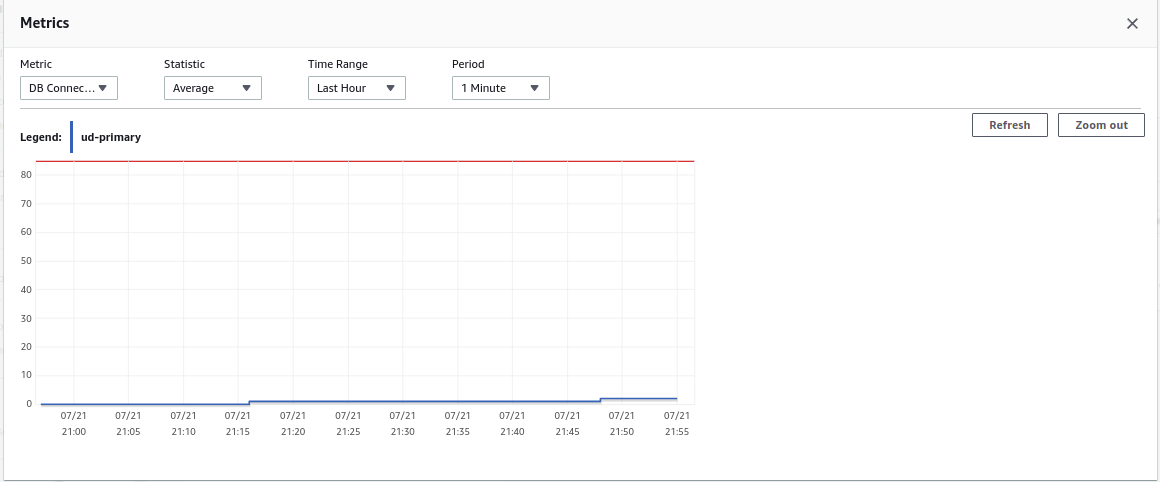 Metrics
Metric Statistic Time Range Period
DB Connec... Average Last Hour 1 Minute
Refresh Zoom out
Legend: ud-primary
80
70
60
50
40
30
20
10
0
07/21 07/21 07/21 07/21 07/21 07/21 07/21 07/21 07/21 07/21 07/21 07/21
21:00 21:05 21:10 21:15 21:20 21:25 21:30 21:35 21:40 21:45 21:50 21:55